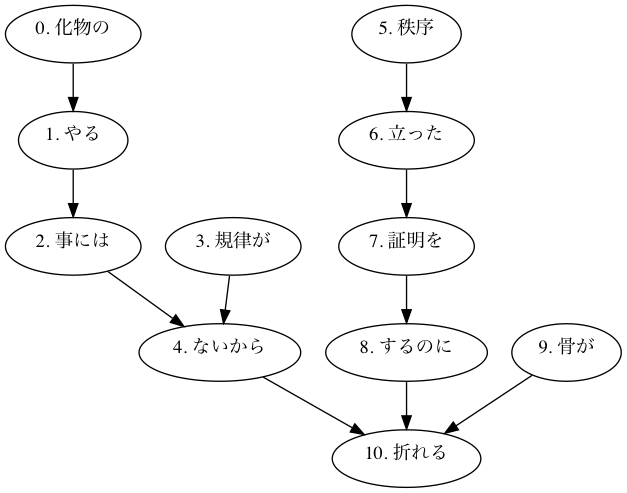 0. 化物の
5. 秩序
1. やる
6. 立った
2. 事には
3. 規律が
7. 証明を
4. ないから
8. するのに
9. 骨が
10. 折れる